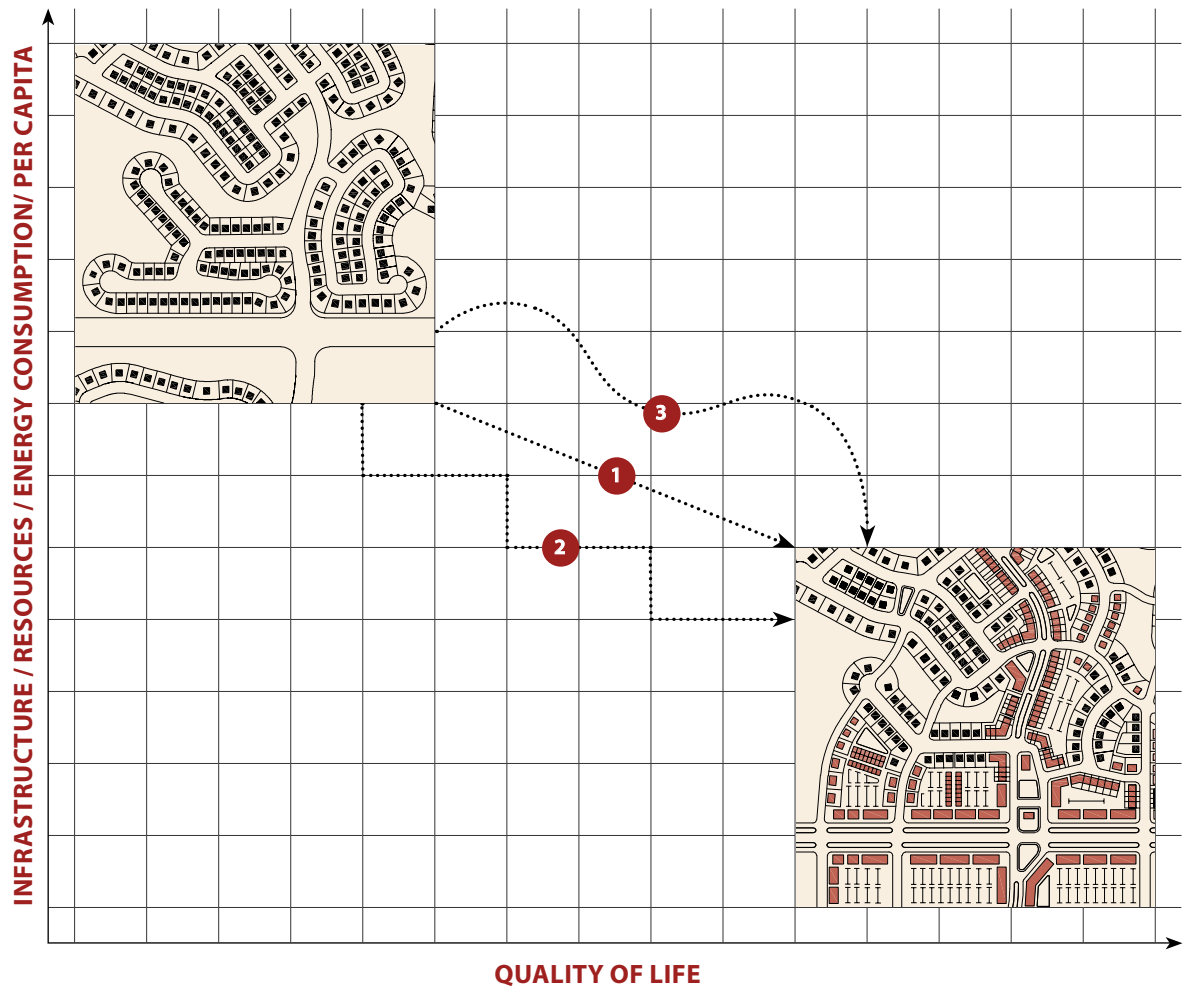 INFRASTRUCTURE / RESOURCES / ENERGY CONSUMPTION/ PER CAPITA
3
1
2
QUALITY OF LIFE